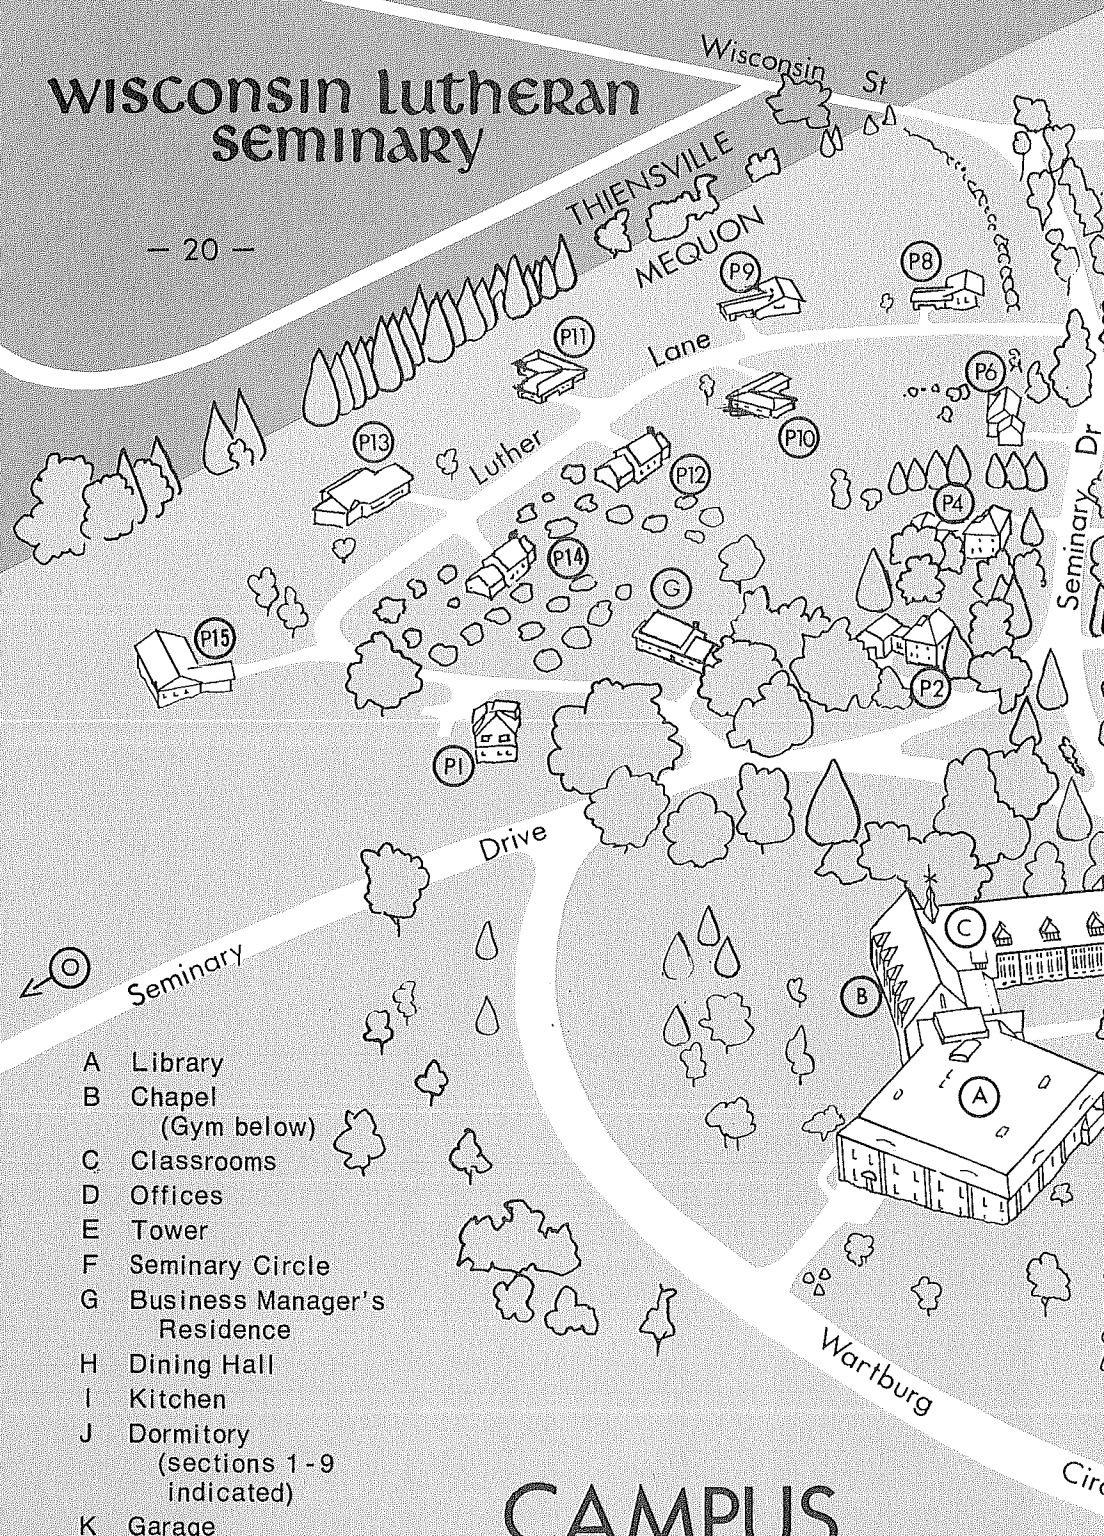 WISCONSIN LUTHERAN
SEMINARY
— 20 —
Wisconsin St
THIENSVILLE
MEQUON
P9
P8
P11
Lane
P6
P13
Luther
P10
P12
Dr
P4
Seminary
P14
G
P15
P2
P1
Drive
C
O
Seminary
B
A
A Library
B Chapel
(Gym below)
C Classrooms
D Offices
E Tower
F Seminary Circle
G Business Manager's
Residence
H Dining Hall
I Kitchen
J Dormitory
(sections 1-9
indicated)
K Garage
Wartburg
Circ
CAMPUS